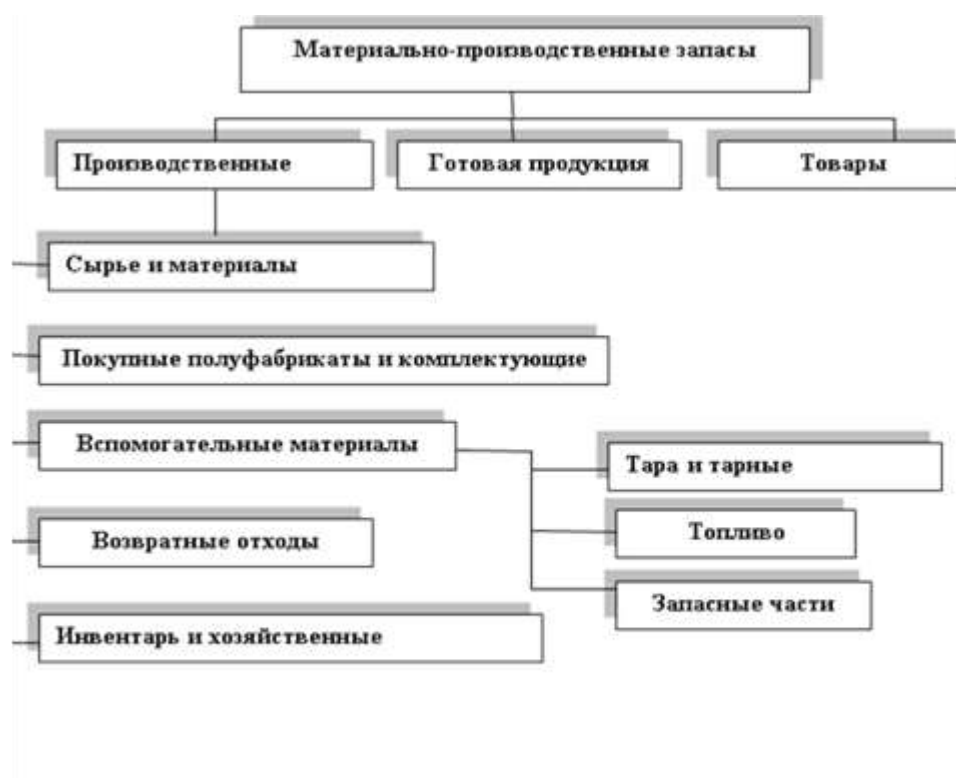 Материально-производственные запасы
Производственные
Готовая продукция
Товары
Сырье и материалы
Покупные полуфабрикаты и комплектующие
Вспомогательные материалы
Тара и тарные
Топливо
Возвратные отходы
Запасные части
Инвентарь и хозяйственные